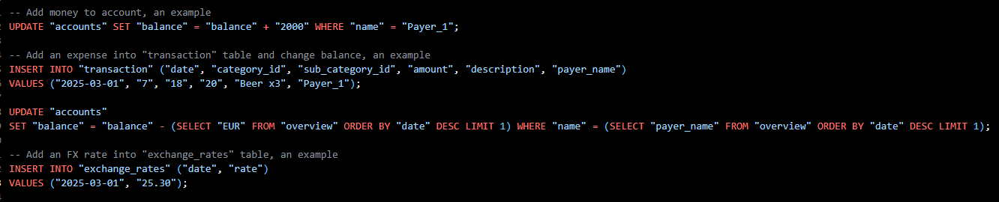 -- Add money to account, an example
UPDATE "accounts" SET "balance" = "balance" + "2000" WHERE "name" = "Payer_1";
-- Add an expense into "transaction" table and change balance, an example
INSERT INTO "transaction" ("date", "category_id", "sub_category_id", "amount", "description", "payer_name")
VALUES ("2025-03-01", "7", "18", "20", "Beer x3", "Payer_1");
UPDATE "accounts"
SET "balance" = "balance" - (SELECT "EUR" FROM "overview" ORDER BY "date" DESC LIMIT 1) WHERE "name" = (SELECT "payer_name" FROM "overview" ORDER BY "date" DESC LIMIT 1);
-- Add an FX rate into "exchange_rates" table, an example
INSERT INTO "exchange_rates" ("date", "rate")
VALUES ("2025-03-01", "25.30");